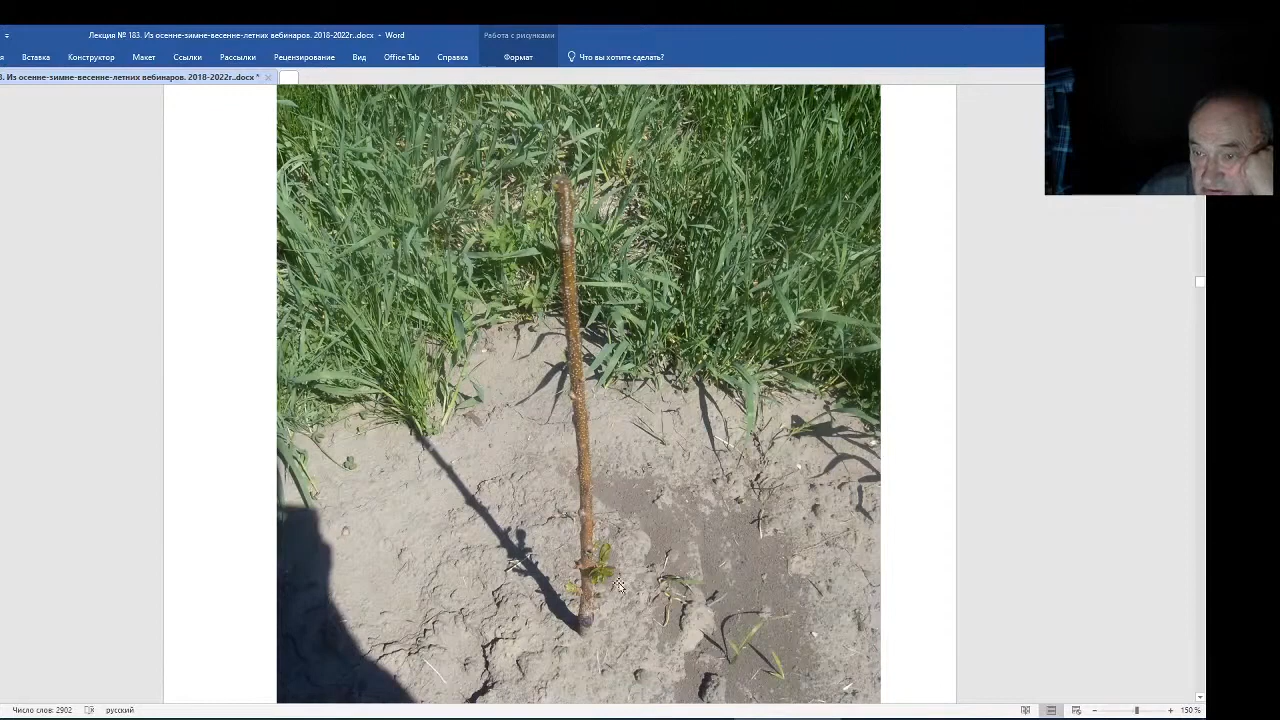 Лекция № 183. Из осенне-зимне-весенне-летних вебинаров. 2018-2022г..docx - Word
Работа с рисунками
Вставка Конструктор Макет Ссылки Рассылки Рецензирование Вид Office Tab Справка Формат Что вы хотите сделать?
. Из осенне-зимне-весенне-летних вебинаров. 2018-2022г..docx *
Число слов: 2902 русский 150 %